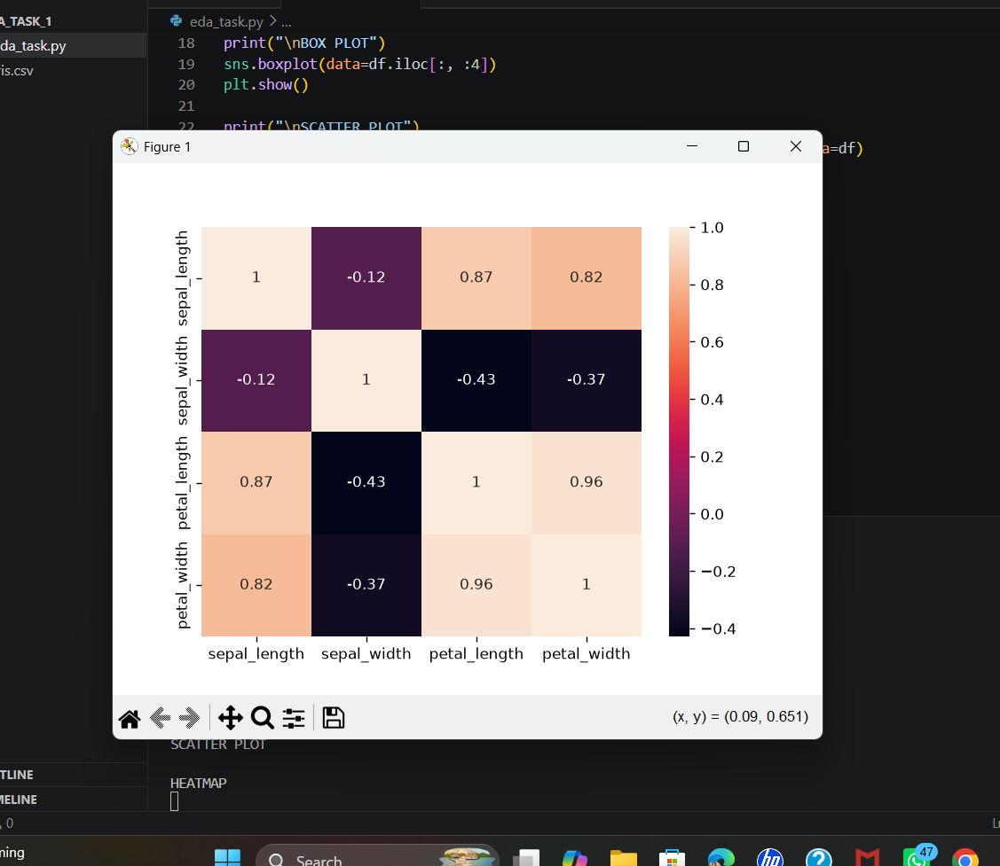 A_TASK_1
da_task.py
is.csv
eda_task.py > ...
18 print("\nBOX PLOT")
19 sns.boxplot(data=df.iloc[:, :4])
20 plt.show()
21
22 print("\nSCATTER PLOT")
a=df)
Figure 1
sepal_length
sepal_width
petal_length
petal_width
1 -0.12 0.87 0.82
-0.12 1 -0.43 -0.37
0.87 -0.43 1 0.96
0.82 -0.37 0.96 1
sepal_length sepal_width petal_length petal_width
1.0
0.8
0.6
0.4
0.2
0.0
−0.2
−0.4
(x, y) = (0.09, 0.651)
SCATTER PLOT
HEATMAP
TLINE
MELINE
0
ming
Search
hp
?
47